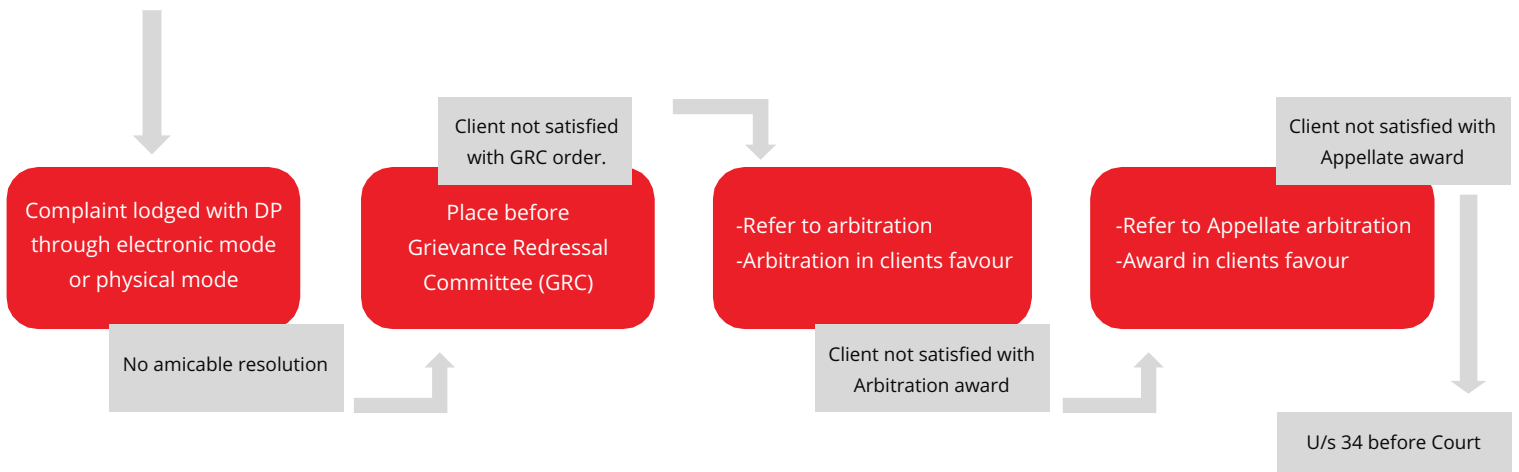 Complaint lodged with DP
through electronic mode
or physical mode
No amicable resolution
Client not satisfied
with GRC order.
Place before
Grievance Redressal
Committee (GRC)
-Refer to arbitration
-Arbitration in clients favour
Client not satisfied with
Arbitration award
Client not satisfied with
Appellate award
-Refer to Appellate arbitration
-Award in clients favour
U/s 34 before Court